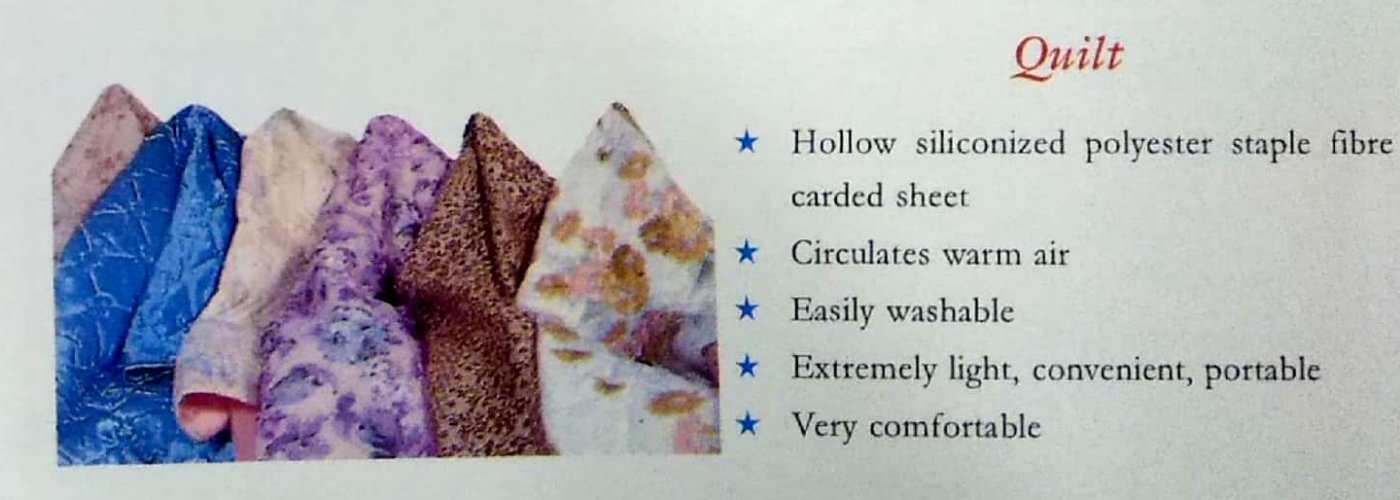 Quilt
★ Hollow siliconized polyester staple fibre
carded sheet
★ Circulates warm air
★ Easily washable
★ Extremely light, convenient, portable
★ Very comfortable